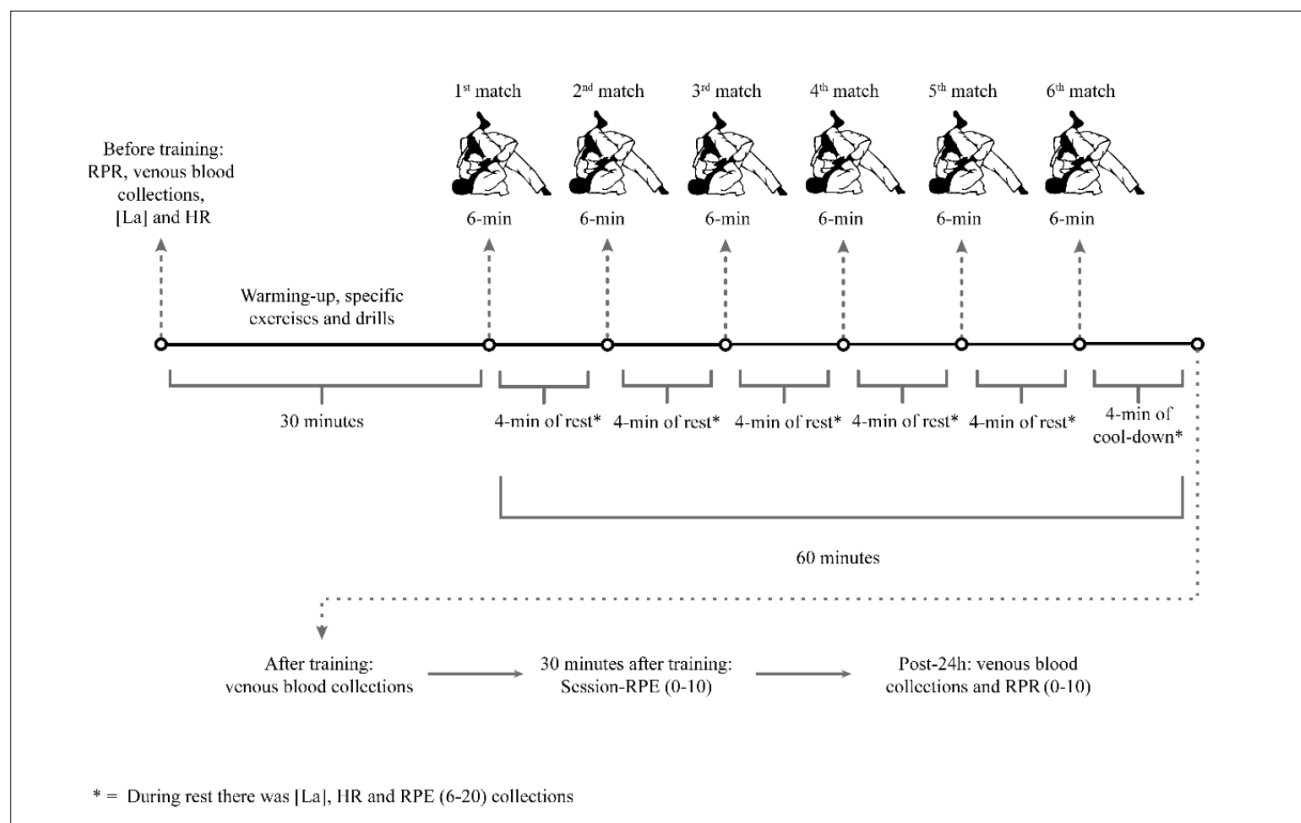 1st match 2nd match 3rd match 4th match 5th match 6th match
Before training:
RPR, venous blood
collections,
[La] and HR
6-min 6-min 6-min 6-min 6-min 6-min
Warming-up, specific
exercises and drills
30 minutes
4-min of rest* 4-min of rest* 4-min of rest* 4-min of rest* 4-min of rest*
4-min of
cool-down*
60 minutes
After training:
venous blood collections
30 minutes after training:
Session-RPE (0-10)
Post-24h: venous blood
collections and RPR (0-10)
* = During rest there was [La], HR and RPE (6-20) collections